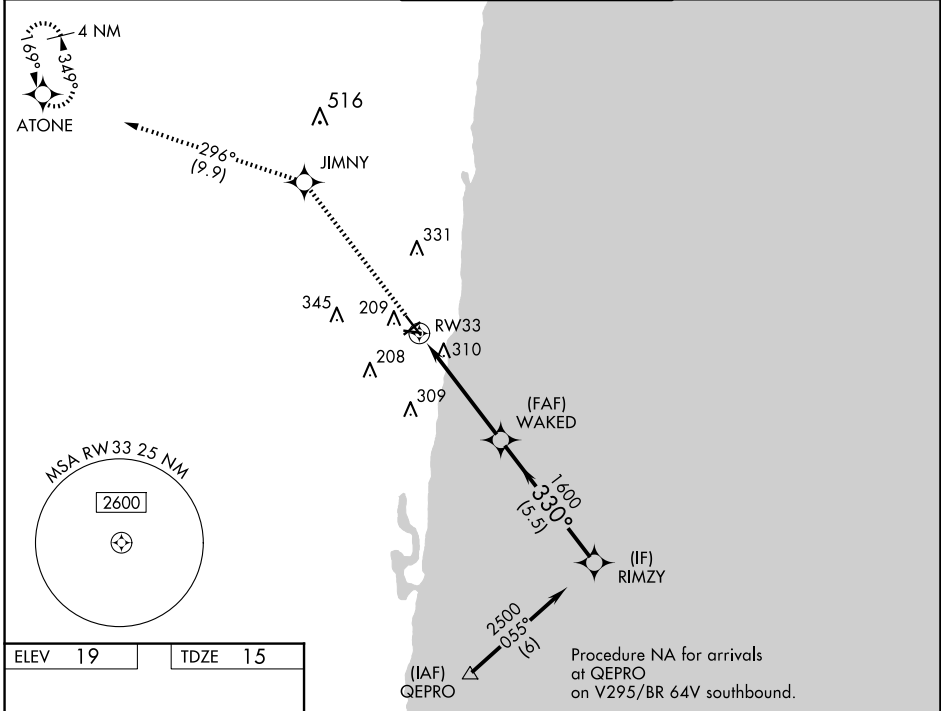 4 NM
169°
349°
ATONE
516
296°
(9.9)
JIMNY
331
345
209
RW33
310
208
309
(FAF)
WAKED
MSA RW33 25 NM
2600
1600
330°
(5.5)
(IF)
RIMZY
2500
055°
(6)
(IAF)
QEPRO
Procedure NA for arrivals
at QEPRO
on V295/BR 64V southbound.
ELEV 19
TDZE 15